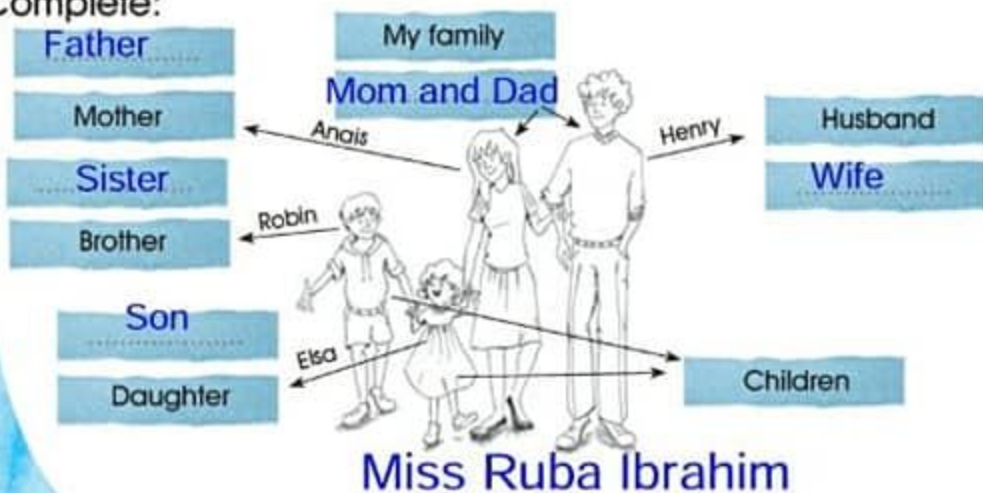 Complete:
Father
My family
Mother
Mom and Dad
Anais
Henry
Husband
Sister
Wife
Robin
Brother
Son
Elsa
Daughter
Children
Miss Ruba Ibrahim